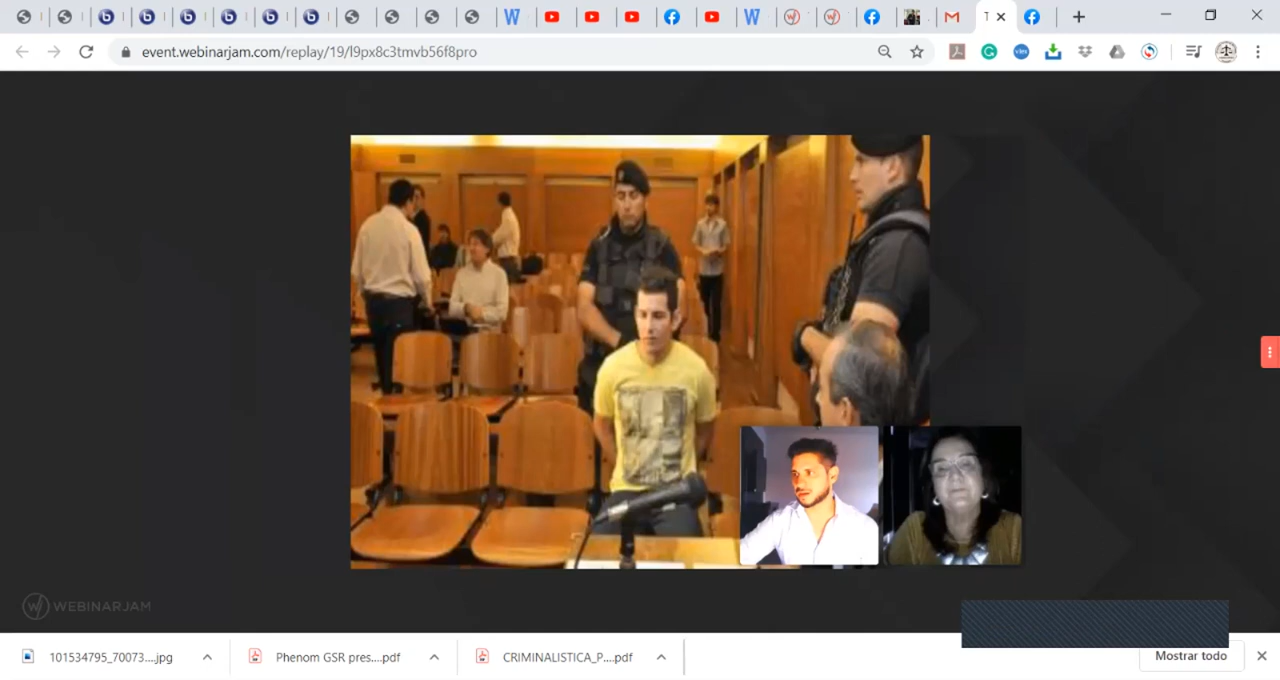 event.webinarjam.com/replay/19/l9px8c3tmvb56f8pro
WEBINARJAM
101534795_70073....jpg
Phenom GSR pres....pdf
CRIMINALISTICA_P....pdf
Mostrar todo